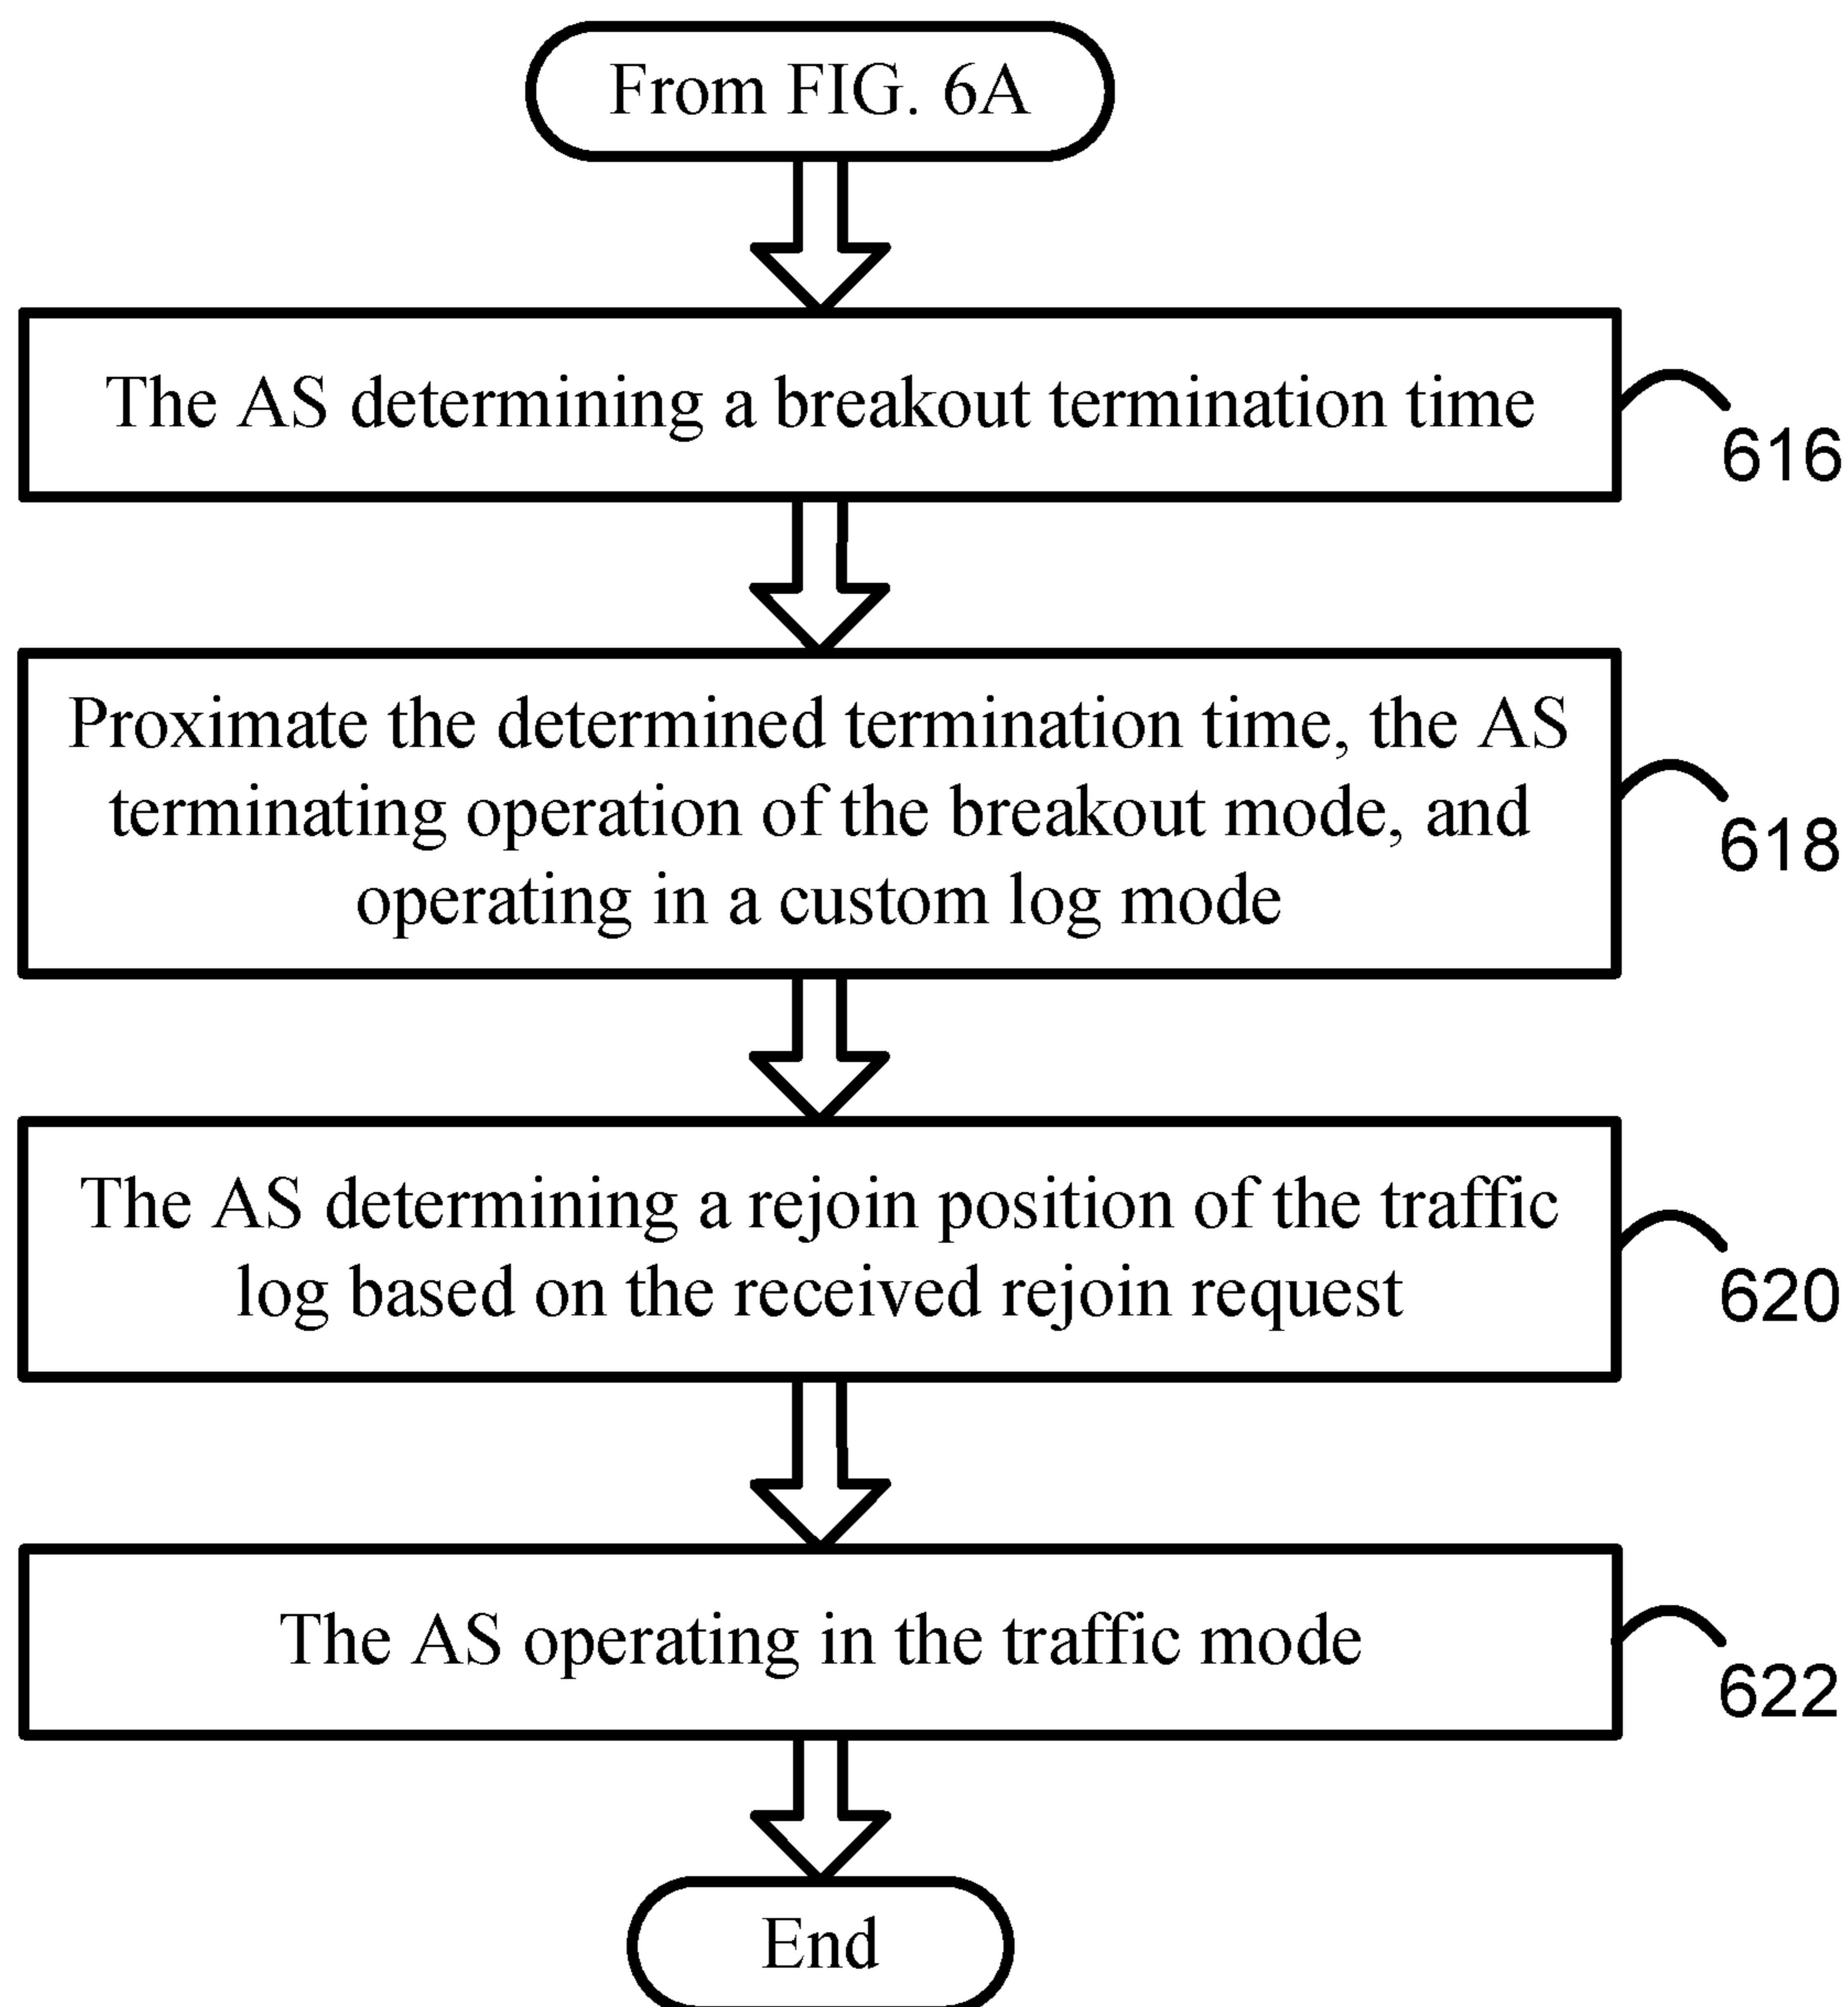 From FIG. 6A
The AS determining a breakout termination time
616
Proximate the determined termination time, the AS
terminating operation of the breakout mode, and
operating in a custom log mode
618
The AS determining a rejoin position of the traffic
log based on the received rejoin request
620
The AS operating in the traffic mode
622
End